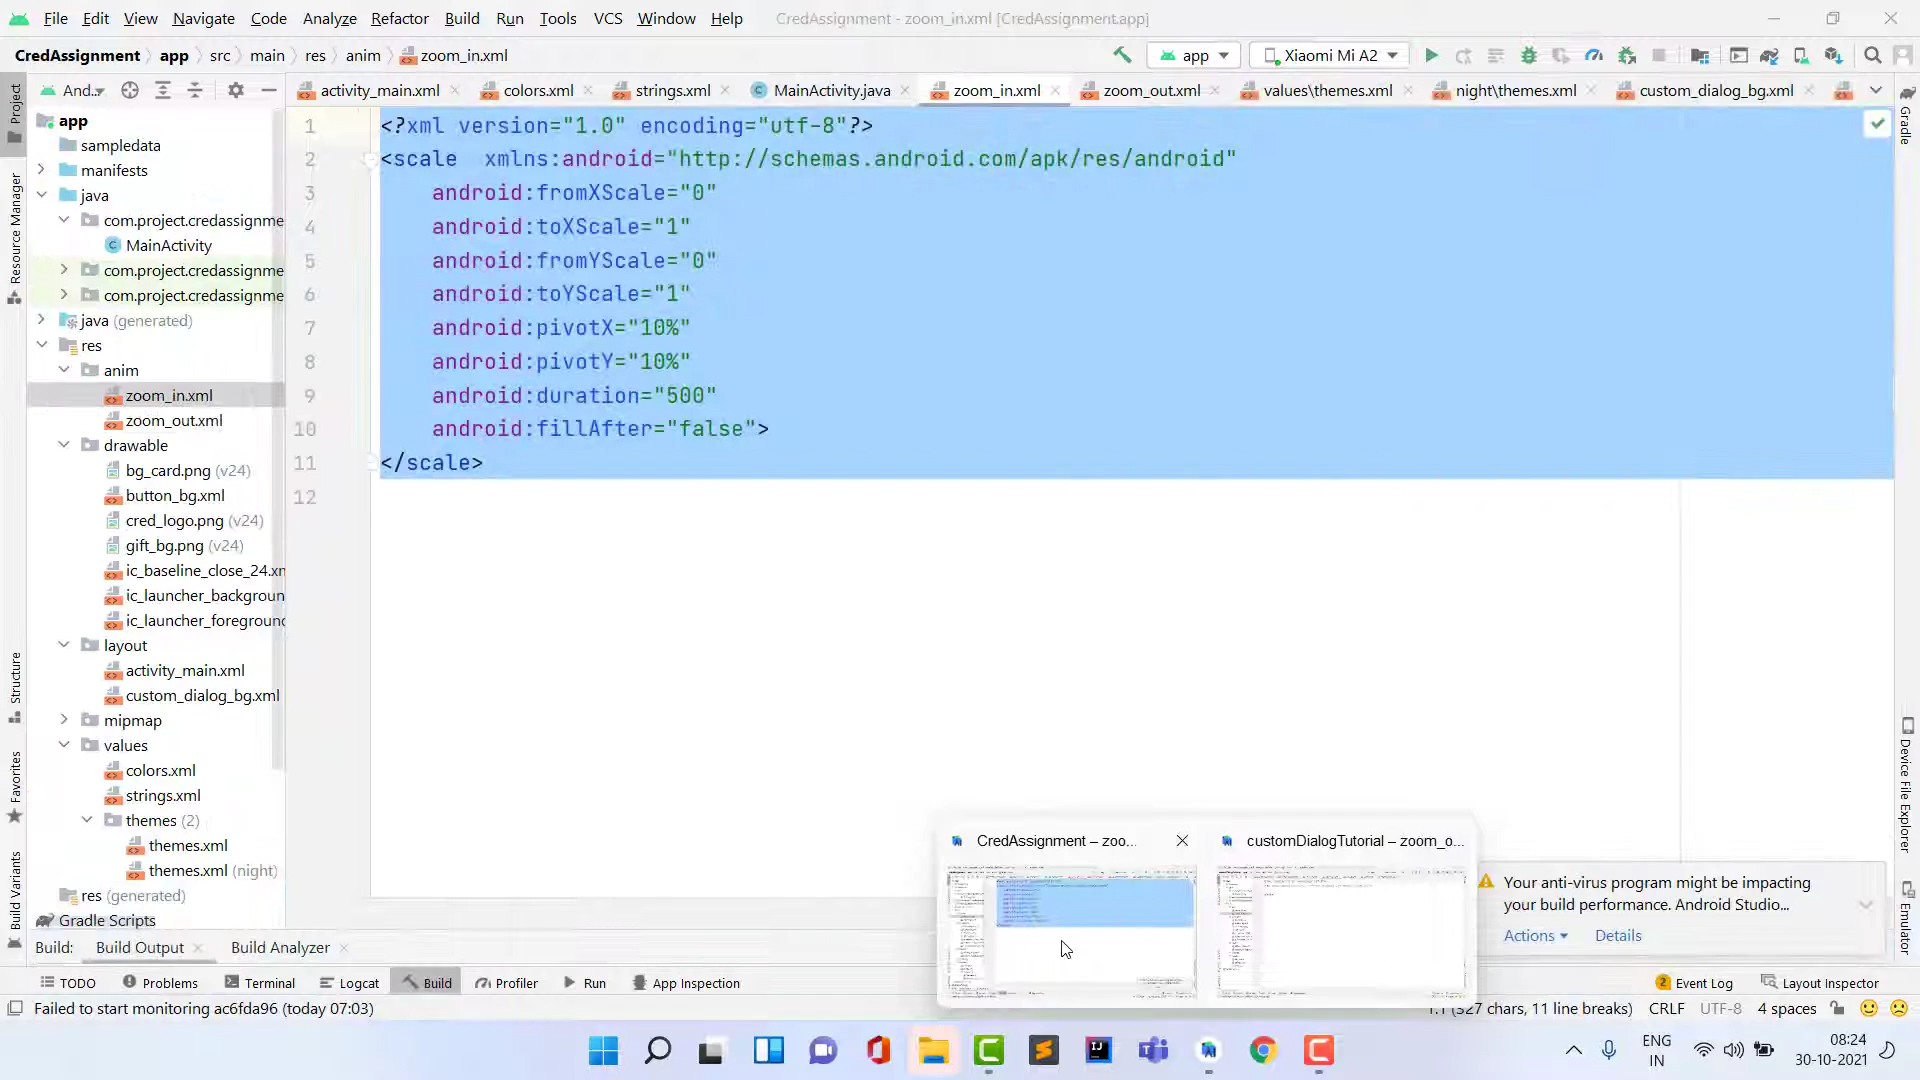 File Edit View Navigate Code Analyze Refactor Build Run Tools VCS Window Help CredAssignment - zoom_in.xml [CredAssignment.app]
CredAssignment app src main res anim zoom_in.xml app Xiaomi Mi A2
And.. activity_main.xml colors.xml strings.xml MainActivity.java zoom_in.xml zoom_out.xml values\themes.xml night\themes.xml custom_dialog_bg.xml
Project
Resource Manager
Structure
Favorites
Build Variants
app
sampledata
manifests
java
com.project.credassignme
MainActivity
com.project.credassignme
com.project.credassignme
java (generated)
res
anim
zoom_in.xml
zoom_out.xml
drawable
bg_card.png (v24)
button_bg.xml
cred_logo.png (v24)
gift_bg.png (v24)
ic_baseline_close_24.xn
ic_launcher_backgroun
ic_launcher_foreground
layout
activity_main.xml
custom_dialog_bg.xml
mipmap
values
colors.xml
strings.xml
themes (2)
themes.xml
themes.xml (night)
res (generated)
Gradle Scripts
1 <?xml version="1.0" encoding="utf-8"?>
2 <scale xmlns:android="http://schemas.android.com/apk/res/android"
3 android:fromXScale="0"
4 android:toXScale="1"
5 android:fromYScale="0"
6 android:toYScale="1"
7 android:pivotX="10%"
8 android:pivotY="10%"
9 android:duration="500"
10 android:fillAfter="false">
11 </scale>
12
Gradle
Device File Explorer
Emulator
CredAssignment – zoo... customDialogTutorial – zoom_o...
Your anti-virus program might be impacting
your build performance. Android Studio...
Actions Details
Build: Build Output Build Analyzer
TODO Problems Terminal Logcat Build Profiler Run App Inspection Event Log Layout Inspector
Failed to start monitoring ac6fda96 (today 07:03) 1:1 (327 chars, 11 line breaks) CRLF UTF-8 4 spaces
ENG
IN
08:24
30-10-2021